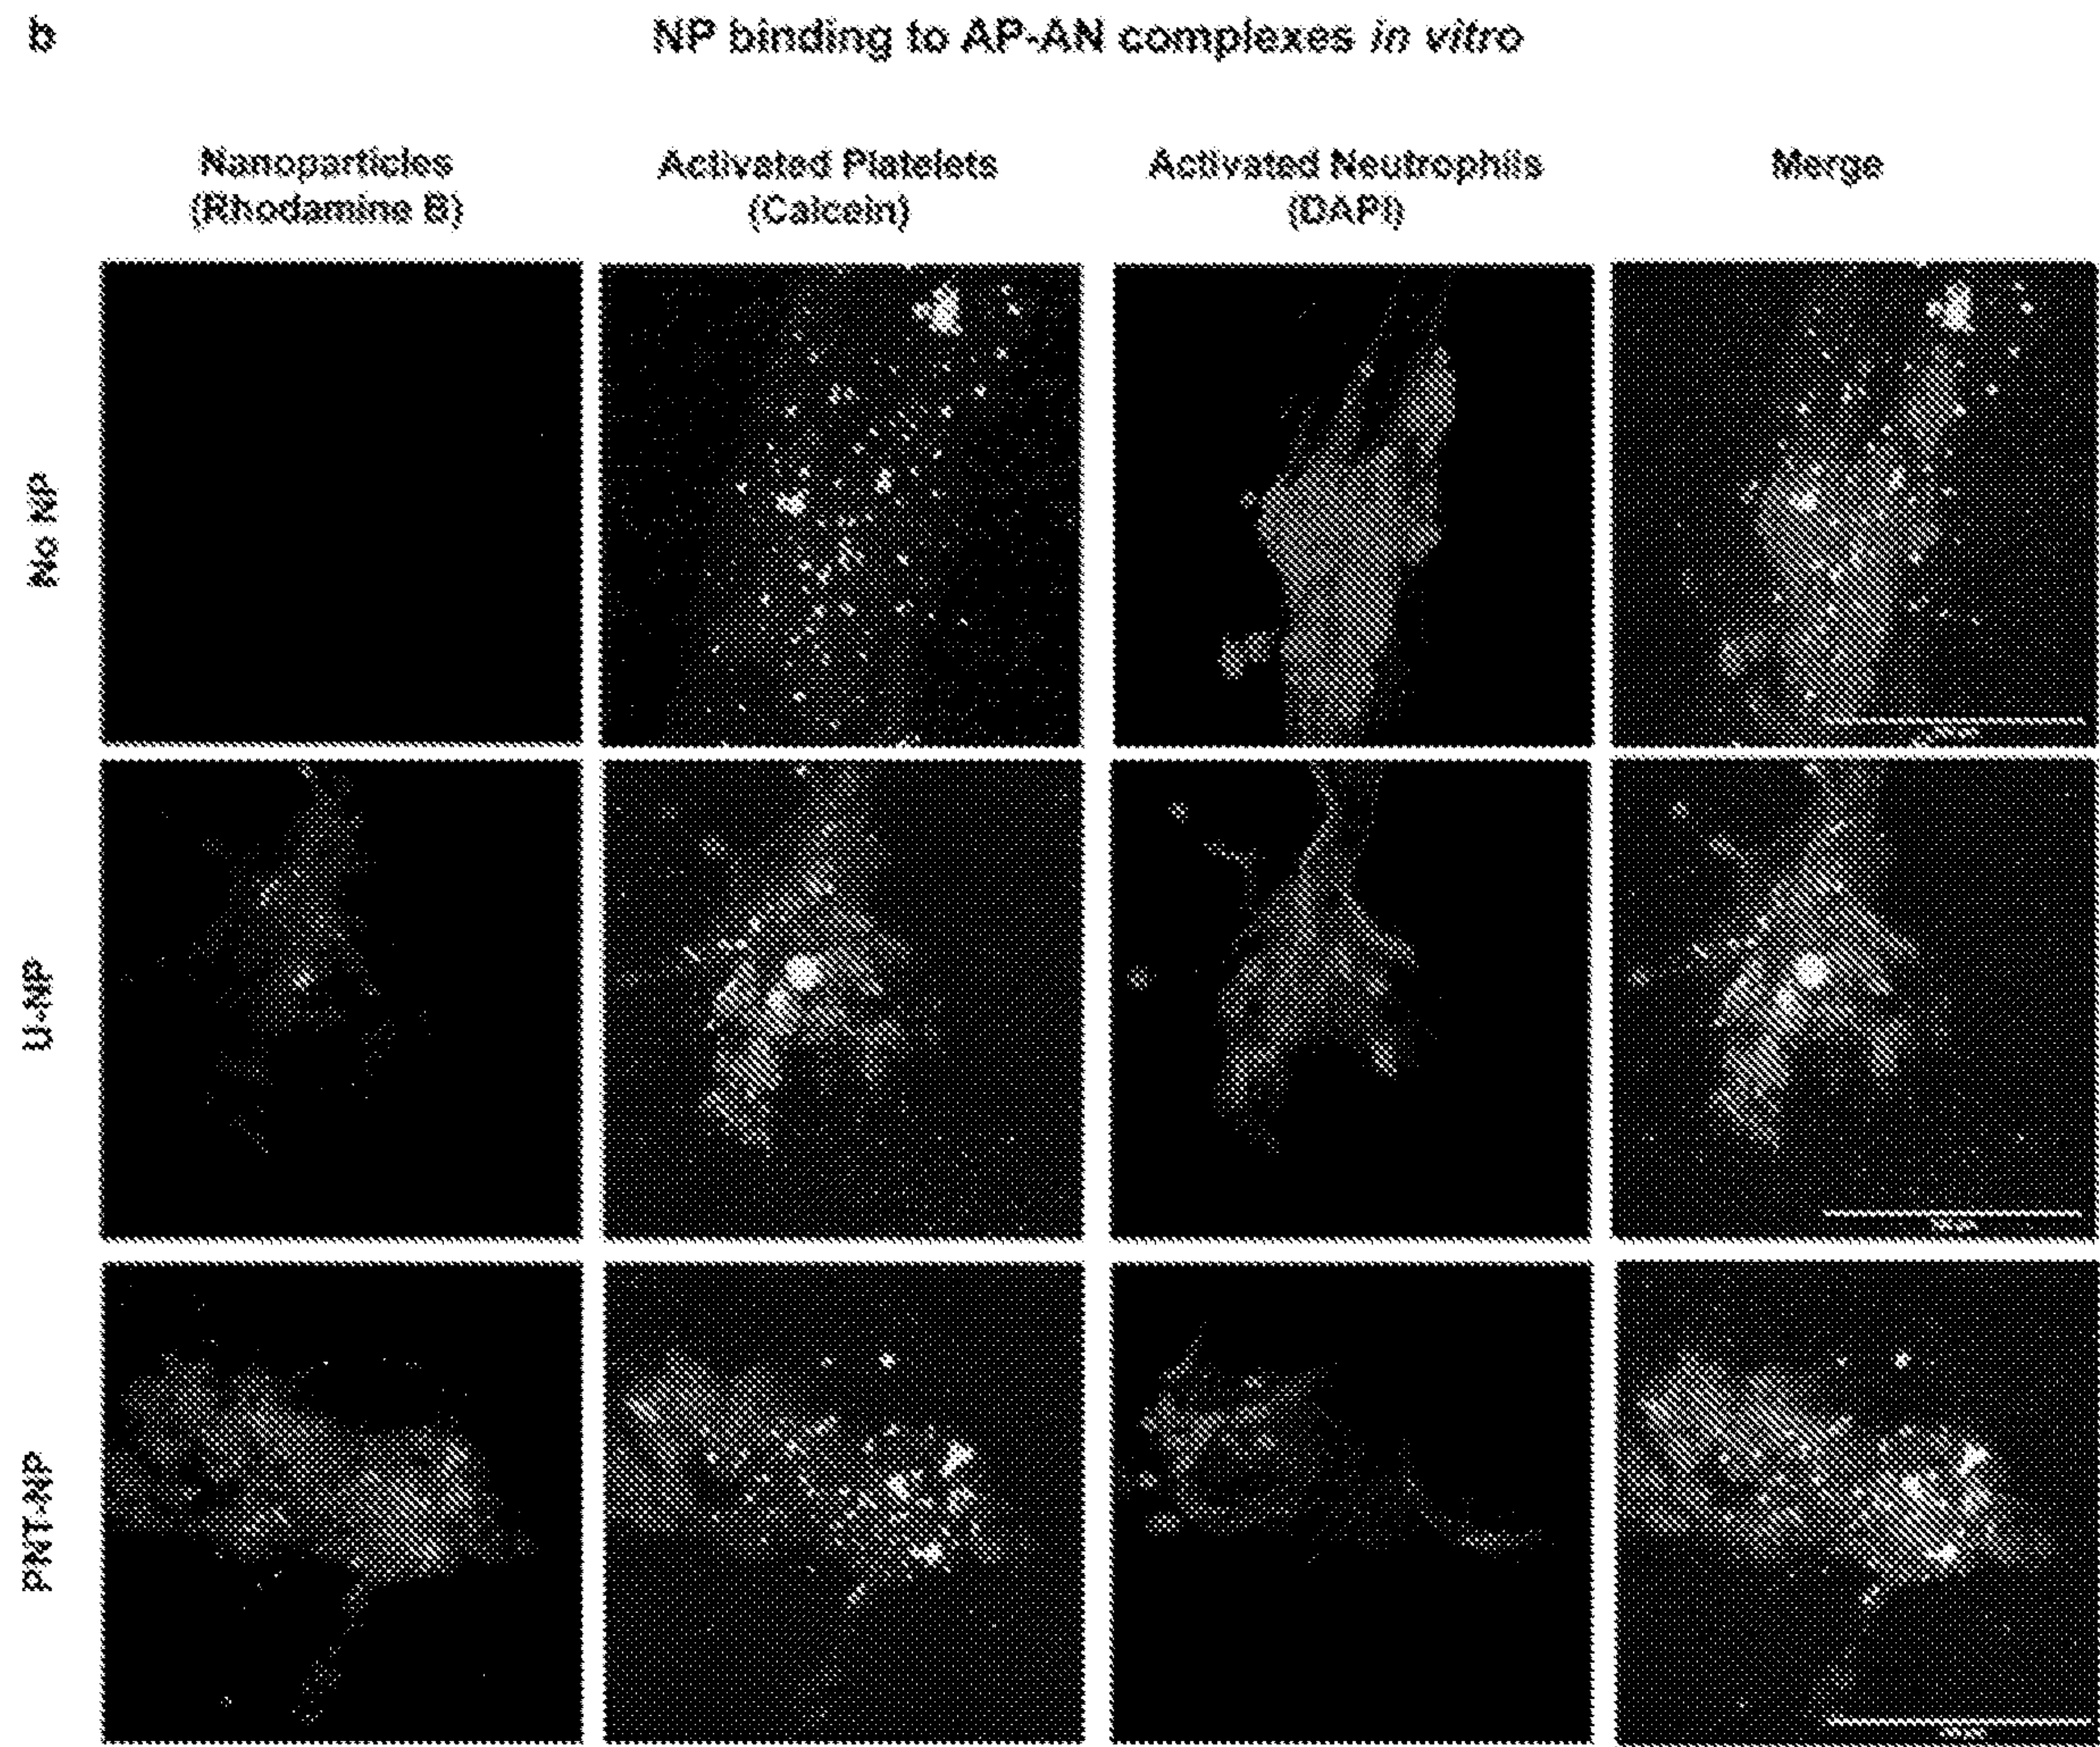 b
NP binding to AP-AN complexes in vitro
Nanoparticles
(Rhodamine B)
Activated Platelets
(Calcein)
Activated Neutrophils
(DAPI)
Merge
No NP
U-NP
PNT-NP